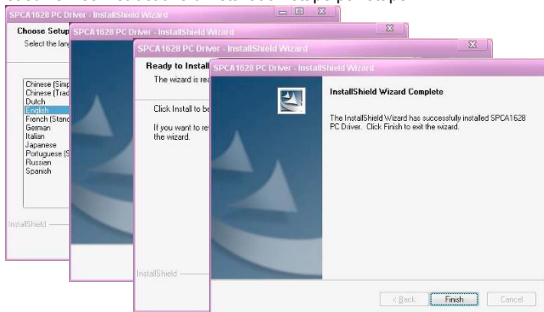 SPCA1628 PC Driver - InstallShield Wizard
Choose Setup
Select the lan
Chinese (Simp
Chinese (Trad
Dutch
English
French (Stand
German
Italian
Japanese
Portuguese (S
Russian
Spanish
InstallShield
SPCA1628 PC Driver - InstallShield Wizard
SPCA1628 PC Driver - InstallShield Wizard
Ready to Install
The wizard is rea
Click Install to be
If you want to re
the wizard.
InstallShield
SPCA1628 PC Driver - InstallShield Wizard
InstallShield Wizard Complete
The InstallShield Wizard has successfully installed SPCA1628
PC Driver. Click Finish to exit the wizard.
< Back
Finish
Cancel